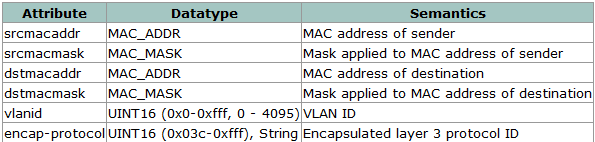 Attribute Datatype Semantics
srcmacaddr MAC_ADDR MAC address of sender
srcmacmask MAC_MASK Mask applied to MAC address of sender
dstmacaddr MAC_ADDR MAC address of destination
dstmacmask MAC_MASK Mask applied to MAC address of destination
vlanid UINT16 (0x0-0xfff, 0 - 4095) VLAN ID
encap-protocol UINT16 (0x03c-0xfff), String Encapsulated layer 3 protocol ID